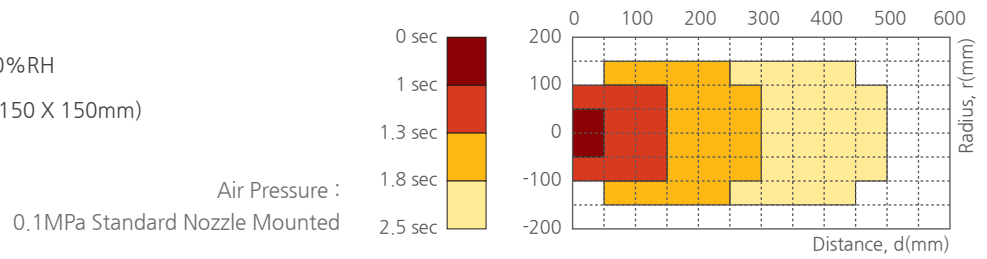 0%RH
150 X 150mm)
Air Pressure :
0.1MPa Standard Nozzle Mounted
0 sec
1 sec
1.3 sec
1.8 sec
2.5 sec
0 100 200 300 400 500 600
200
100
0
-100
-200
Radius, r(mm)
Distance, d(mm)